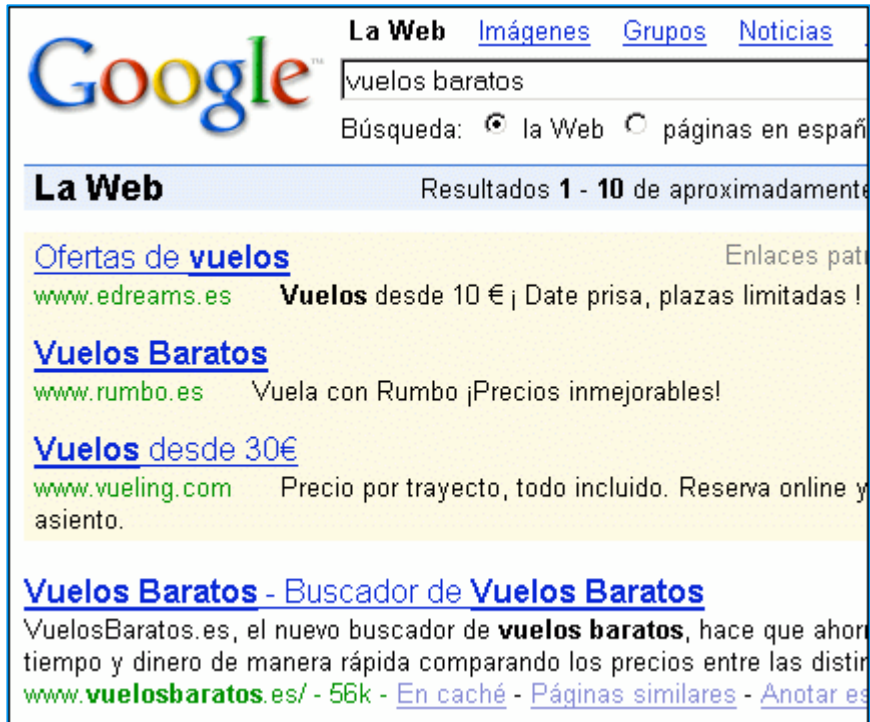 Google™
La Web Imágenes Grupos Noticias
vuelos baratos
Búsqueda: la Web páginas en españ
La Web Resultados 1 - 10 de aproximadamente
Ofertas de vuelos Enlaces patr
www.edreams.es Vuelos desde 10 € ¡ Date prisa, plazas limitadas !
Vuelos Baratos
www.rumbo.es Vuela con Rumbo ¡Precios inmejorables!
Vuelos desde 30€
www.vueling.com Precio por trayecto, todo incluido. Reserva online y
asiento.
Vuelos Baratos - Buscador de Vuelos Baratos
VuelosBaratos.es, el nuevo buscador de vuelos baratos, hace que ahorr
tiempo y dinero de manera rápida comparando los precios entre las distin
www.vuelosbaratos.es/ - 56k - En caché - Páginas similares - Anotar es